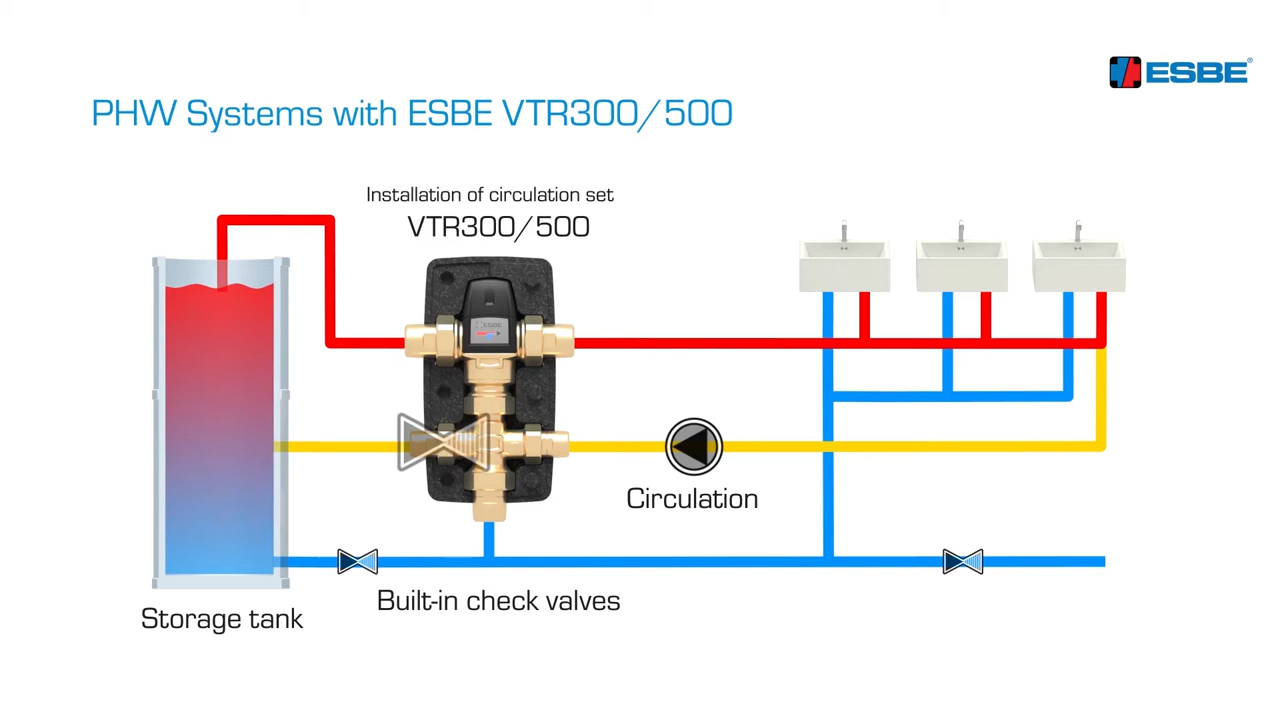 ESBE®
PHW Systems with ESBE VTR300/500
Installation of circulation set
VTR300/500
ESBE
Circulation
Built-in check valves
Storage tank